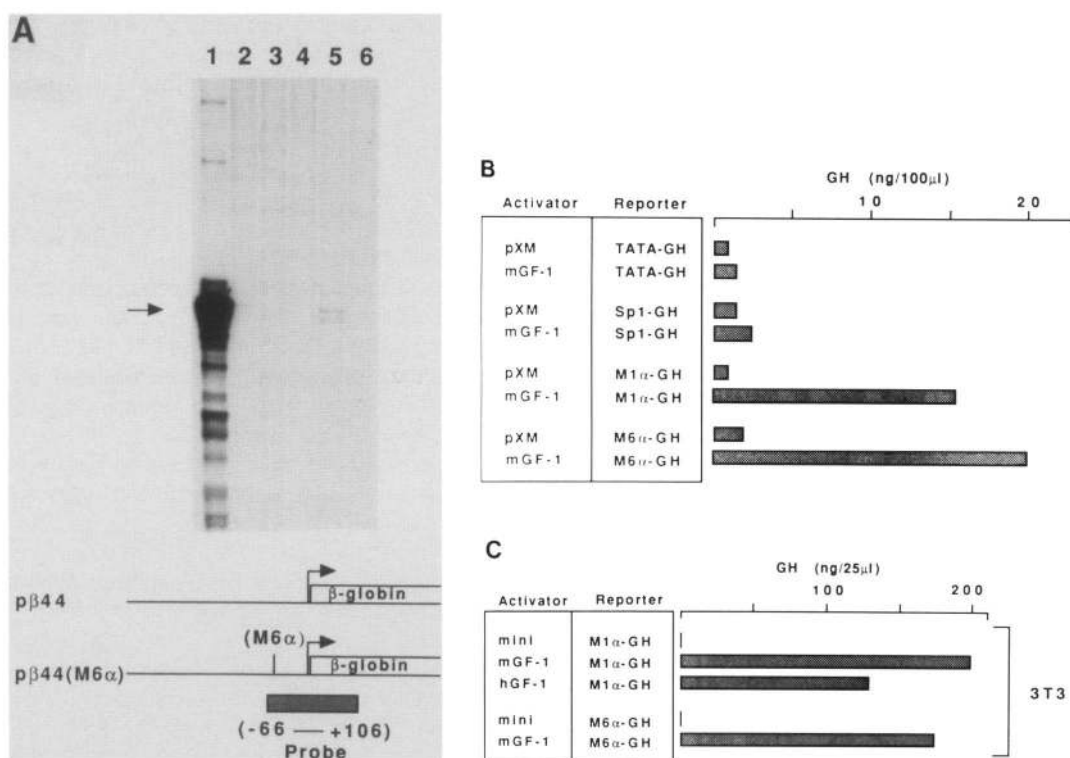 A
1 2 3 4 5 6
pβ44
β-globin
(M6α)
pβ44(M6α)
β-globin
(-66 — +106)
Probe
B
GH (ng/100μl)
Activator Reporter
10 20
pXM TATA-GH
mGF-1 TATA-GH
pXM Sp1-GH
mGF-1 Sp1-GH
pXM M1α-GH
mGF-1 M1α-GH
pXM M6α-GH
mGF-1 M6α-GH
C
GH (ng/25μl)
Activator Reporter
100 200
mini M1α-GH
mGF-1 M1α-GH
hGF-1 M1α-GH
mini M6α-GH
mGF-1 M6α-GH
3T3